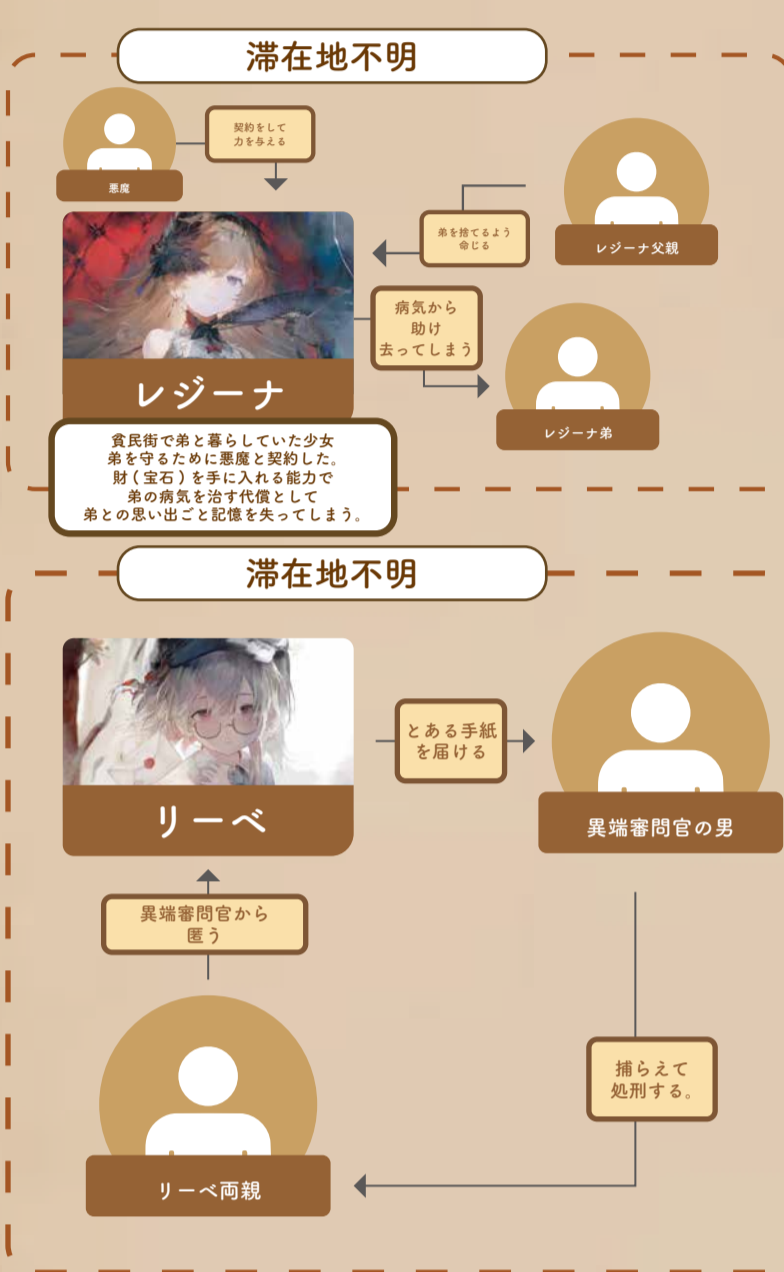 滞在地不明
契約をして
力を与える
悪魔
弟を捨てるよう
命じる
レジーナ父親
病気から
助け
去ってしまう
レジーナ
レジーナ弟
貧民街で弟と暮らしていた少女
弟を守るために悪魔と契約した。
財(宝石)を手に入れる能力で
弟の病気を治す代償として
弟との思い出ごと記憶を失ってしまう。
滞在地不明
とある手紙
を届ける
リーベ
異端審問官の男
異端審問官から
匿う
捕らえて
処刑する。
リーベ両親